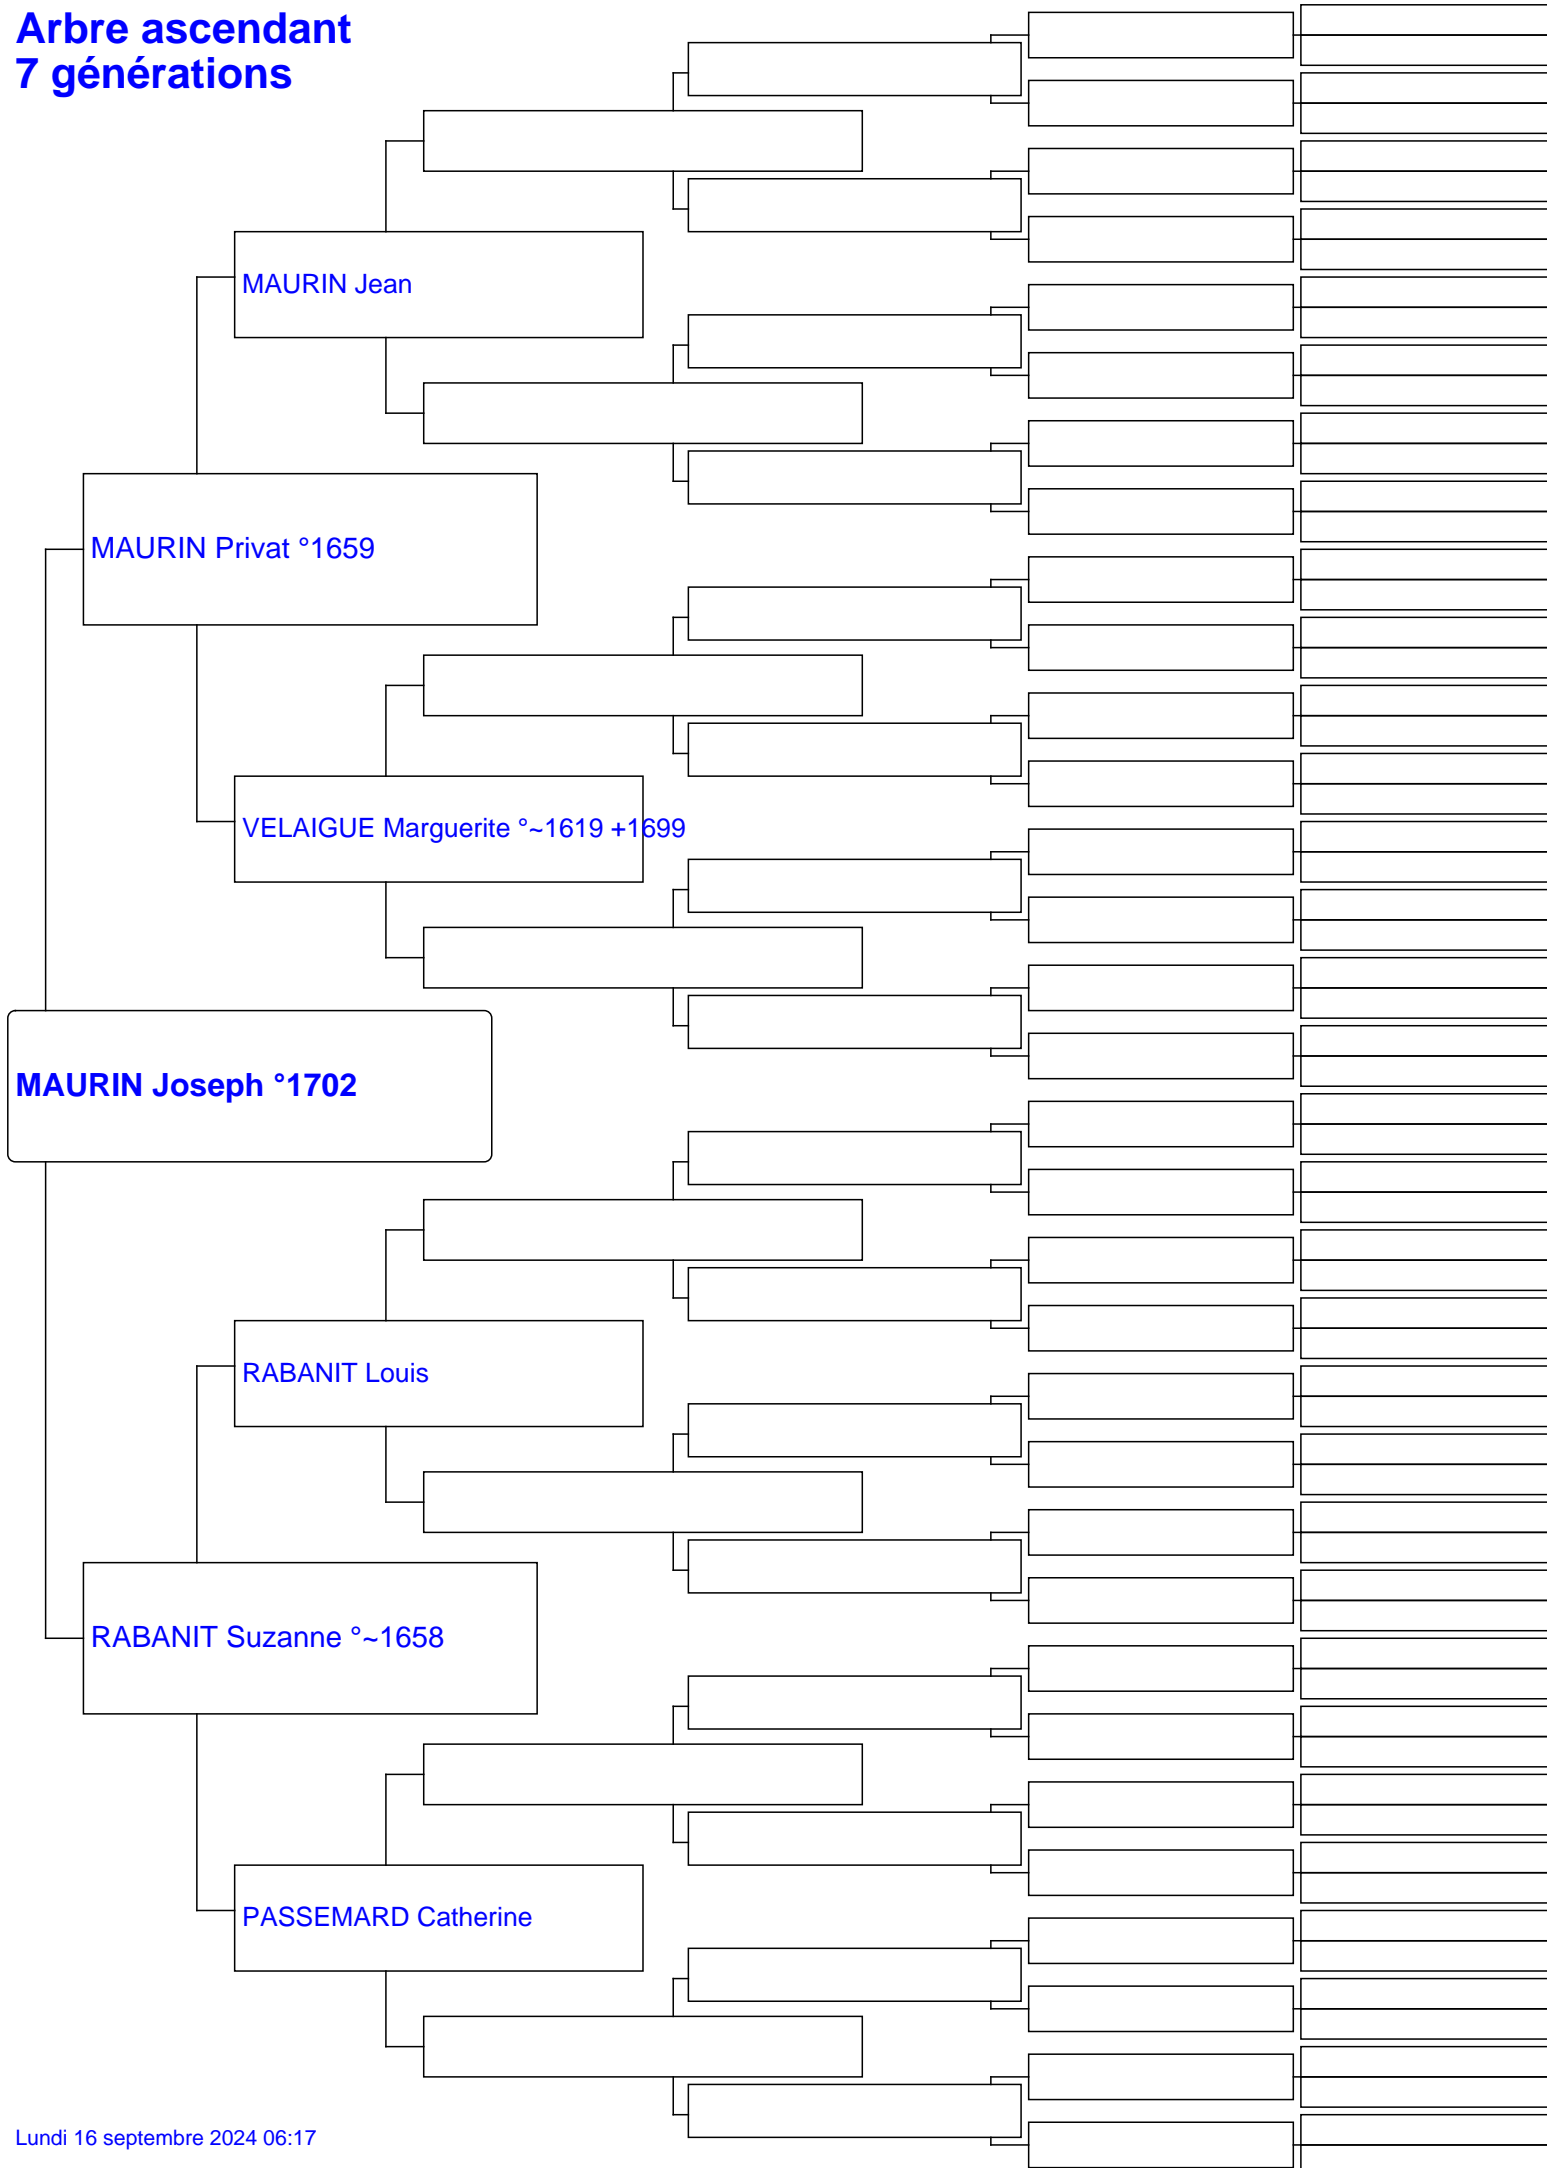 Arbre ascendant
7 générations
MAURIN Jean
MAURIN Privat °1659
VELAIGUE Marguerite °~1619 +1699
MAURIN Joseph °1702
RABANIT Louis
RABANIT Suzanne °~1658
PASSEMARD Catherine
Lundi 16 septembre 2024 06:17